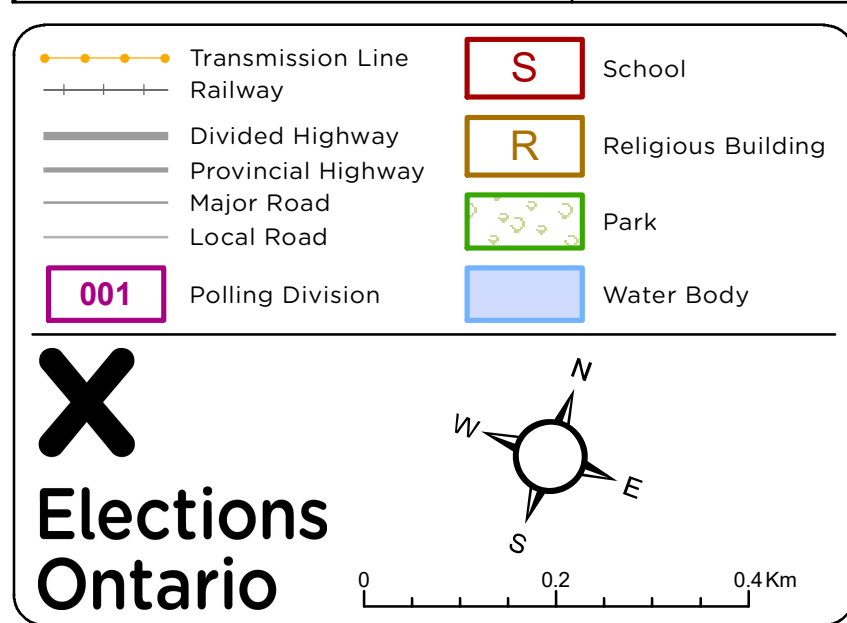 Transmission Line
Railway
Divided Highway
Provincial Highway
Major Road
Local Road
001 Polling Division
S School
R Religious Building
Park
Water Body
Elections
Ontario
N
W
E
S
0 0.2 0.4 Km